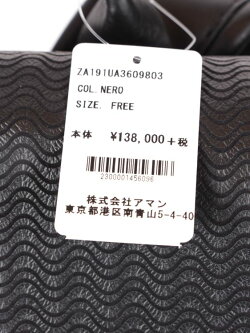 ZA191UA3609803
COL.NERO
SIZE. FREE
本体 ¥138,000+税
2300001456096
株式会社アマン
東京都港区南青山5-4-40